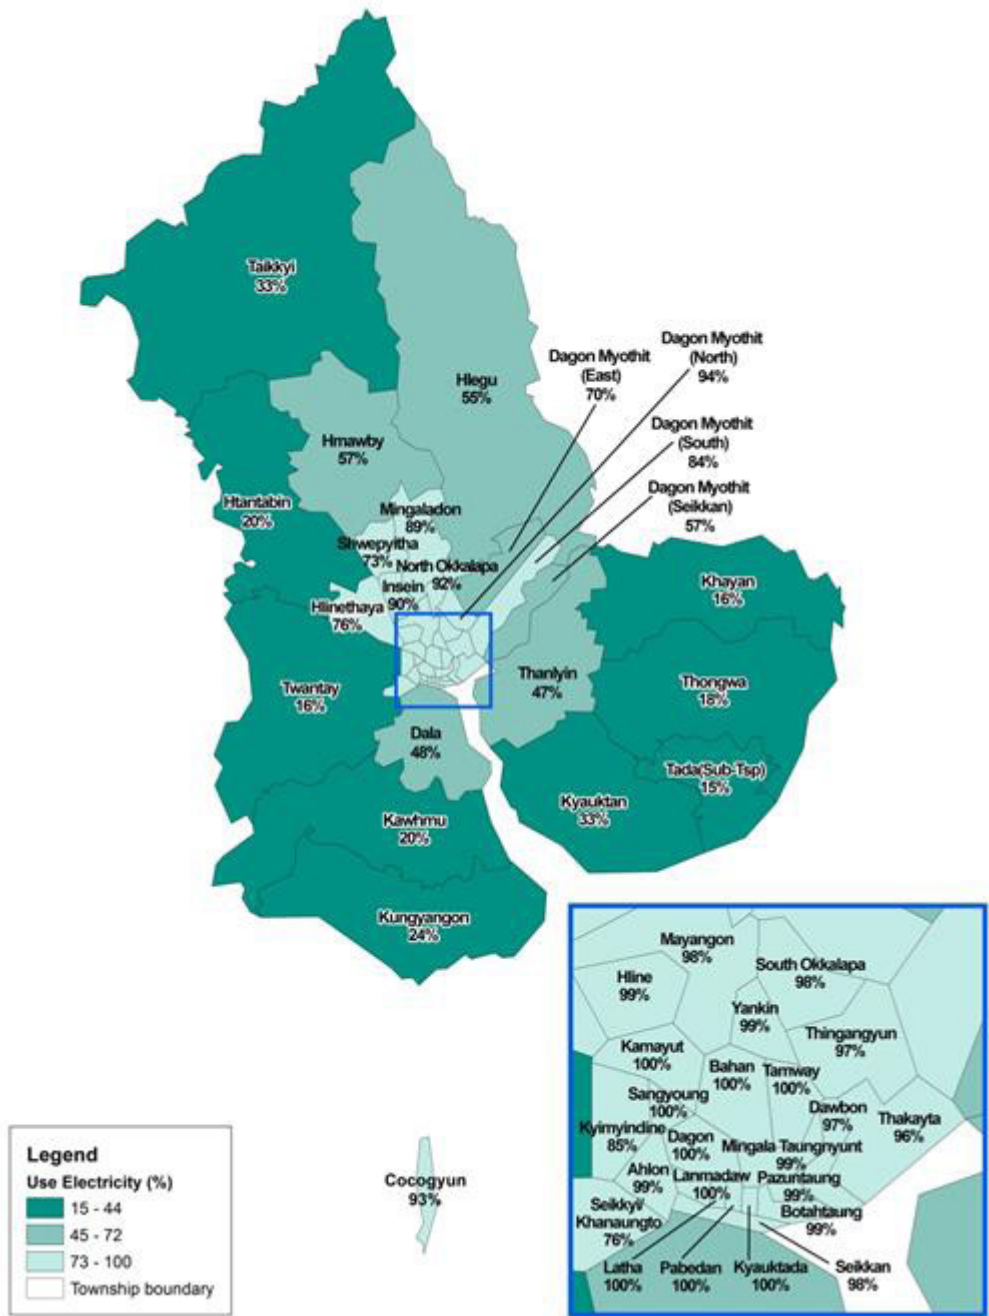 Taikkyi
33%
Hlegu
55%
Dagon Myothit
(East)
70%
Dagon Myothit
(North)
94%
Dagon Myothit
(South)
84%
Dagon Myothit
(Seikkan)
57%
Hmawby
57%
Htantabin
20%
Mingaladon
89%
Shwepyitha
73%
North Okkalapa
92%
Insein
90%
Hlinethaya
76%
Khayan
16%
Thongwa
18%
Tada(Sub-Tsp)
15%
Thanlyin
47%
Twantay
16%
Dala
48%
Kyauktan
33%
Kawhmu
20%
Kungyangon
24%
Cocogyun
93%
Mayangon
98%
South Okkalapa
98%
Hline
99%
Yankin
99%
Thingangyun
97%
Kamayut
100%
Bahan
100%
Tamway
100%
Sangyoung
100%
Dawbon
97%
Thakayta
96%
Kyimyindine
85%
Dagon
100%
Mingala Taungnyunt
99%
Ahlon
99%
Lanmadaw
100%
Pazuntaung
99%
Seikkyi/
Khanaungto
76%
Botahtaung
99%
Latha
100%
Pabedan
100%
Kyauktada
100%
Seikkan
98%
Legend
Use Electricity (%)
15 - 44
45 - 72
73 - 100
Township boundary